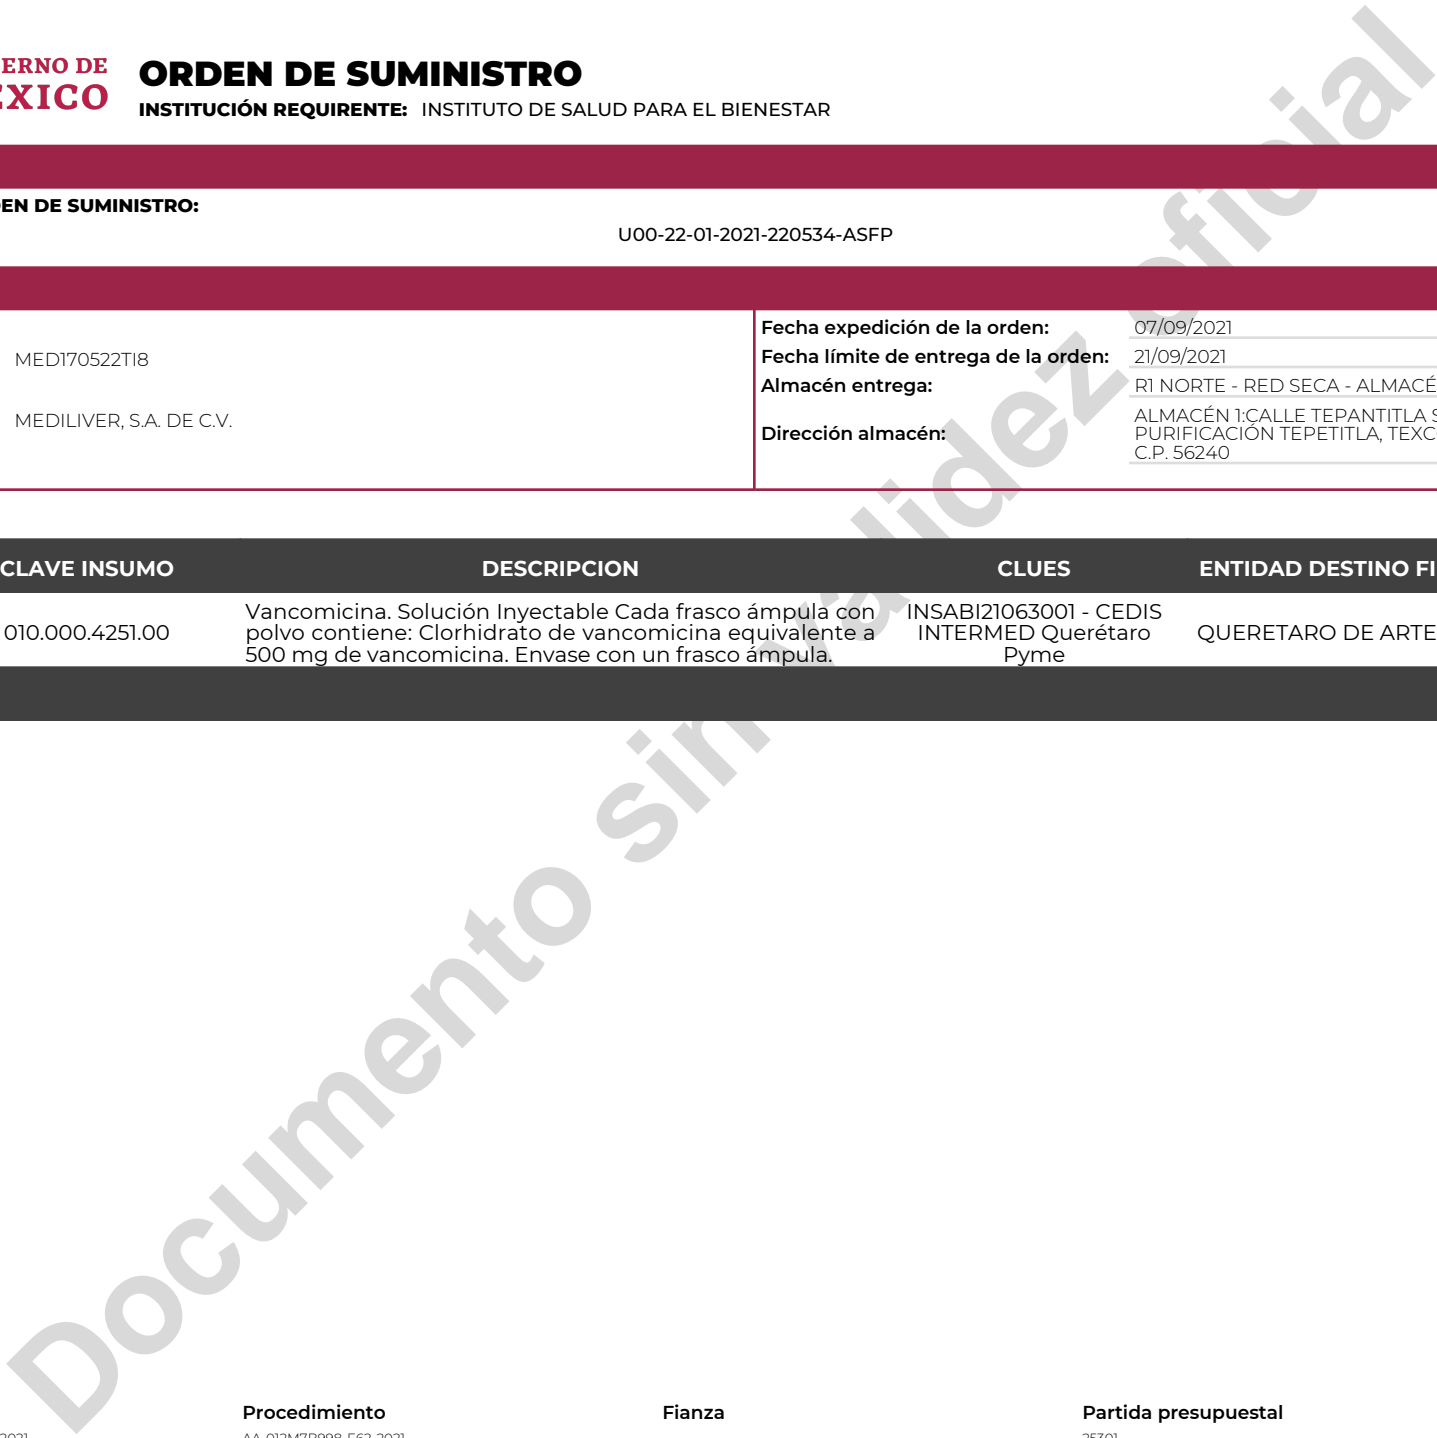 ERNO DE
ÉXICO
ORDEN DE SUMINISTRO
INSTITUCIÓN REQUIRENTE: INSTITUTO DE SALUD PARA EL BIENESTAR
EN DE SUMINISTRO:
U00-22-01-2021-220534-ASFP
MED170522TI8
MEDILIVER, S.A. DE C.V.
Fecha expedición de la orden: 07/09/2021
Fecha límite de entrega de la orden: 21/09/2021
Almacén entrega: R1 NORTE - RED SECA - ALMACÉ
Dirección almacén:
ALMACÉN 1:CALLE TEPANTITLA S
PURIFICACIÓN TEPETITLA, TEXC
C.P. 56240
CLAVE INSUMO DESCRIPCION CLUES ENTIDAD DESTINO FI
010.000.4251.00
Vancomicina. Solución Inyectable Cada frasco ámpula con
polvo contiene: Clorhidrato de vancomicina equivalente a
500 mg de vancomicina. Envase con un frasco ámpula.
INSABI21063001 - CEDIS
INTERMED Querétaro
Pyme
QUERETARO DE ARTE
Documento sin validez oficial
Procedimiento Fianza Partida presupuestal